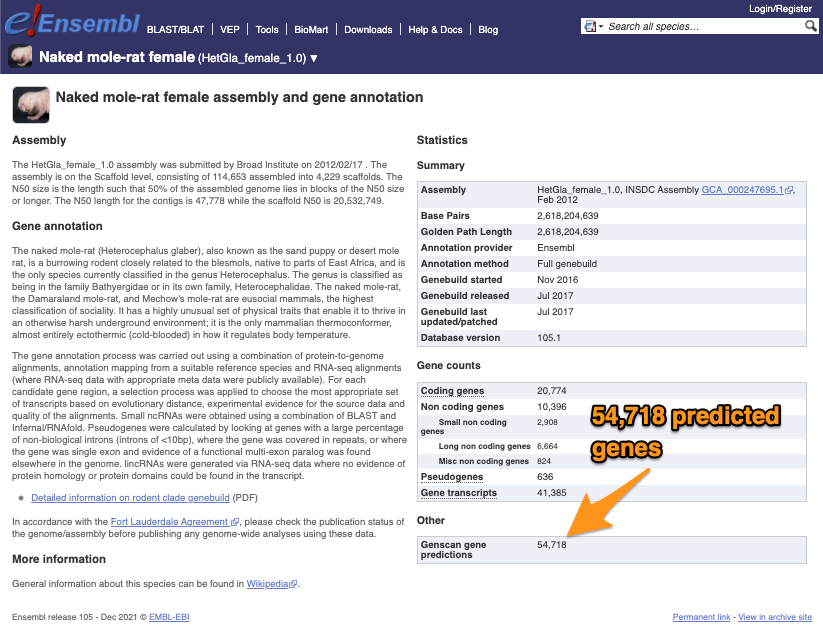 Login/Register
e!Ensembl
BLAST/BLAT | VEP | Tools | BioMart | Downloads | Help & Docs | Blog
Search all species...
Naked mole-rat female (HetGla_female_1.0) ▼
Naked mole-rat female assembly and gene annotation
Assembly
The HetGla_female_1.0 assembly was submitted by Broad Institute on 2012/02/17 . The
assembly is on the Scaffold level, consisting of 114,653 assembled into 4,229 scaffolds. The
N50 size is the length such that 50% of the assembled genome lies in blocks of the N50 size
or longer. The N50 length for the contigs is 47,778 while the scaffold N50 is 20,532,749.
Gene annotation
The naked mole-rat (Heterocephalus glaber), also known as the sand puppy or desert mole
rat, is a burrowing rodent closely related to the blesmols, native to parts of East Africa, and is
the only species currently classified in the genus Heterocephalus. The genus is classified as
being in the family Bathyergidae or in its own family, Heterocephalidae. The naked mole-rat,
the Damaraland mole-rat, and Mechow's mole-rat are eusocial mammals, the highest
classification of sociality. It has a highly unusual set of physical traits that enable it to thrive in
an otherwise harsh underground environment; it is the only mammalian thermoconformer,
almost entirely ectothermic (cold-blooded) in how it regulates body temperature.
The gene annotation process was carried out using a combination of protein-to-genome
alignments, annotation mapping from a suitable reference species and RNA-seq alignments
(where RNA-seq data with appropriate meta data were publicly available). For each
candidate gene region, a selection process was applied to choose the most appropriate set
of transcripts based on evolutionary distance, experimental evidence for the source data and
quality of the alignments. Small ncRNAs were obtained using a combination of BLAST and
Infernal/RNAfold. Pseudogenes were calculated by looking at genes with a large percentage
of non-biological introns (introns of <10bp), where the gene was covered in repeats, or where
the gene was single exon and evidence of a functional multi-exon paralog was found
elsewhere in the genome. lincRNAs were generated via RNA-seq data where no evidence of
protein homology or protein domains could be found in the transcript.
• Detailed information on rodent clade genebuild (PDF)
In accordance with the Fort Lauderdale Agreement, please check the publication status of
the genome/assembly before publishing any genome-wide analyses using these data.
More information
General information about this species can be found in Wikipedia.
Statistics
Summary
Assembly HetGla_female_1.0, INSDC Assembly GCA_000247695.1,
Feb 2012
Base Pairs 2,618,204,639
Golden Path Length 2,618,204,639
Annotation provider Ensembl
Annotation method Full genebuild
Genebuild started Nov 2016
Genebuild released Jul 2017
Genebuild last Jul 2017
updated/patched
Database version 105.1
Gene counts
Coding genes 20,774
Non coding genes 10,396
Small non coding 2,908
genes
Long non coding genes 6,664
Misc non coding genes 824
Pseudogenes 636
Gene transcripts 41,385
54,718 predicted
genes
Other
Genscan gene 54,718
predictions
Ensembl release 105 - Dec 2021 © EMBL-EBI
Permanent link - View in archive site